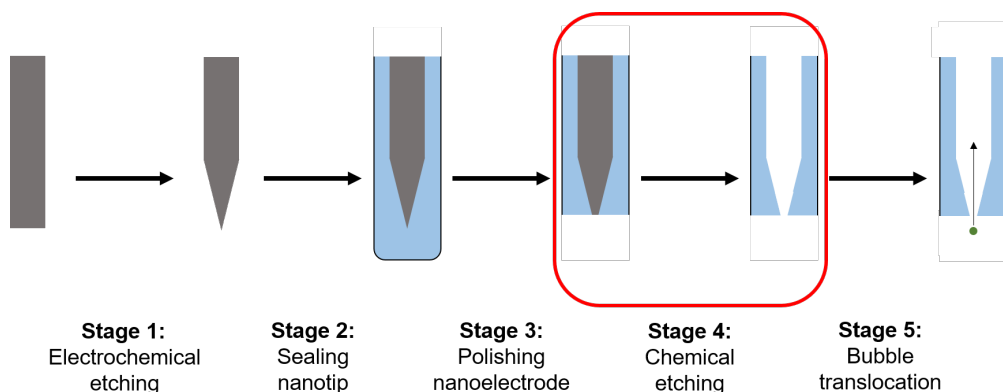 Stage 1:
Electrochemical
etching
Stage 2:
Sealing
nanotip
Stage 3:
Polishing
nanoelectrode
Stage 4:
Chemical
etching
Stage 5:
Bubble
translocation